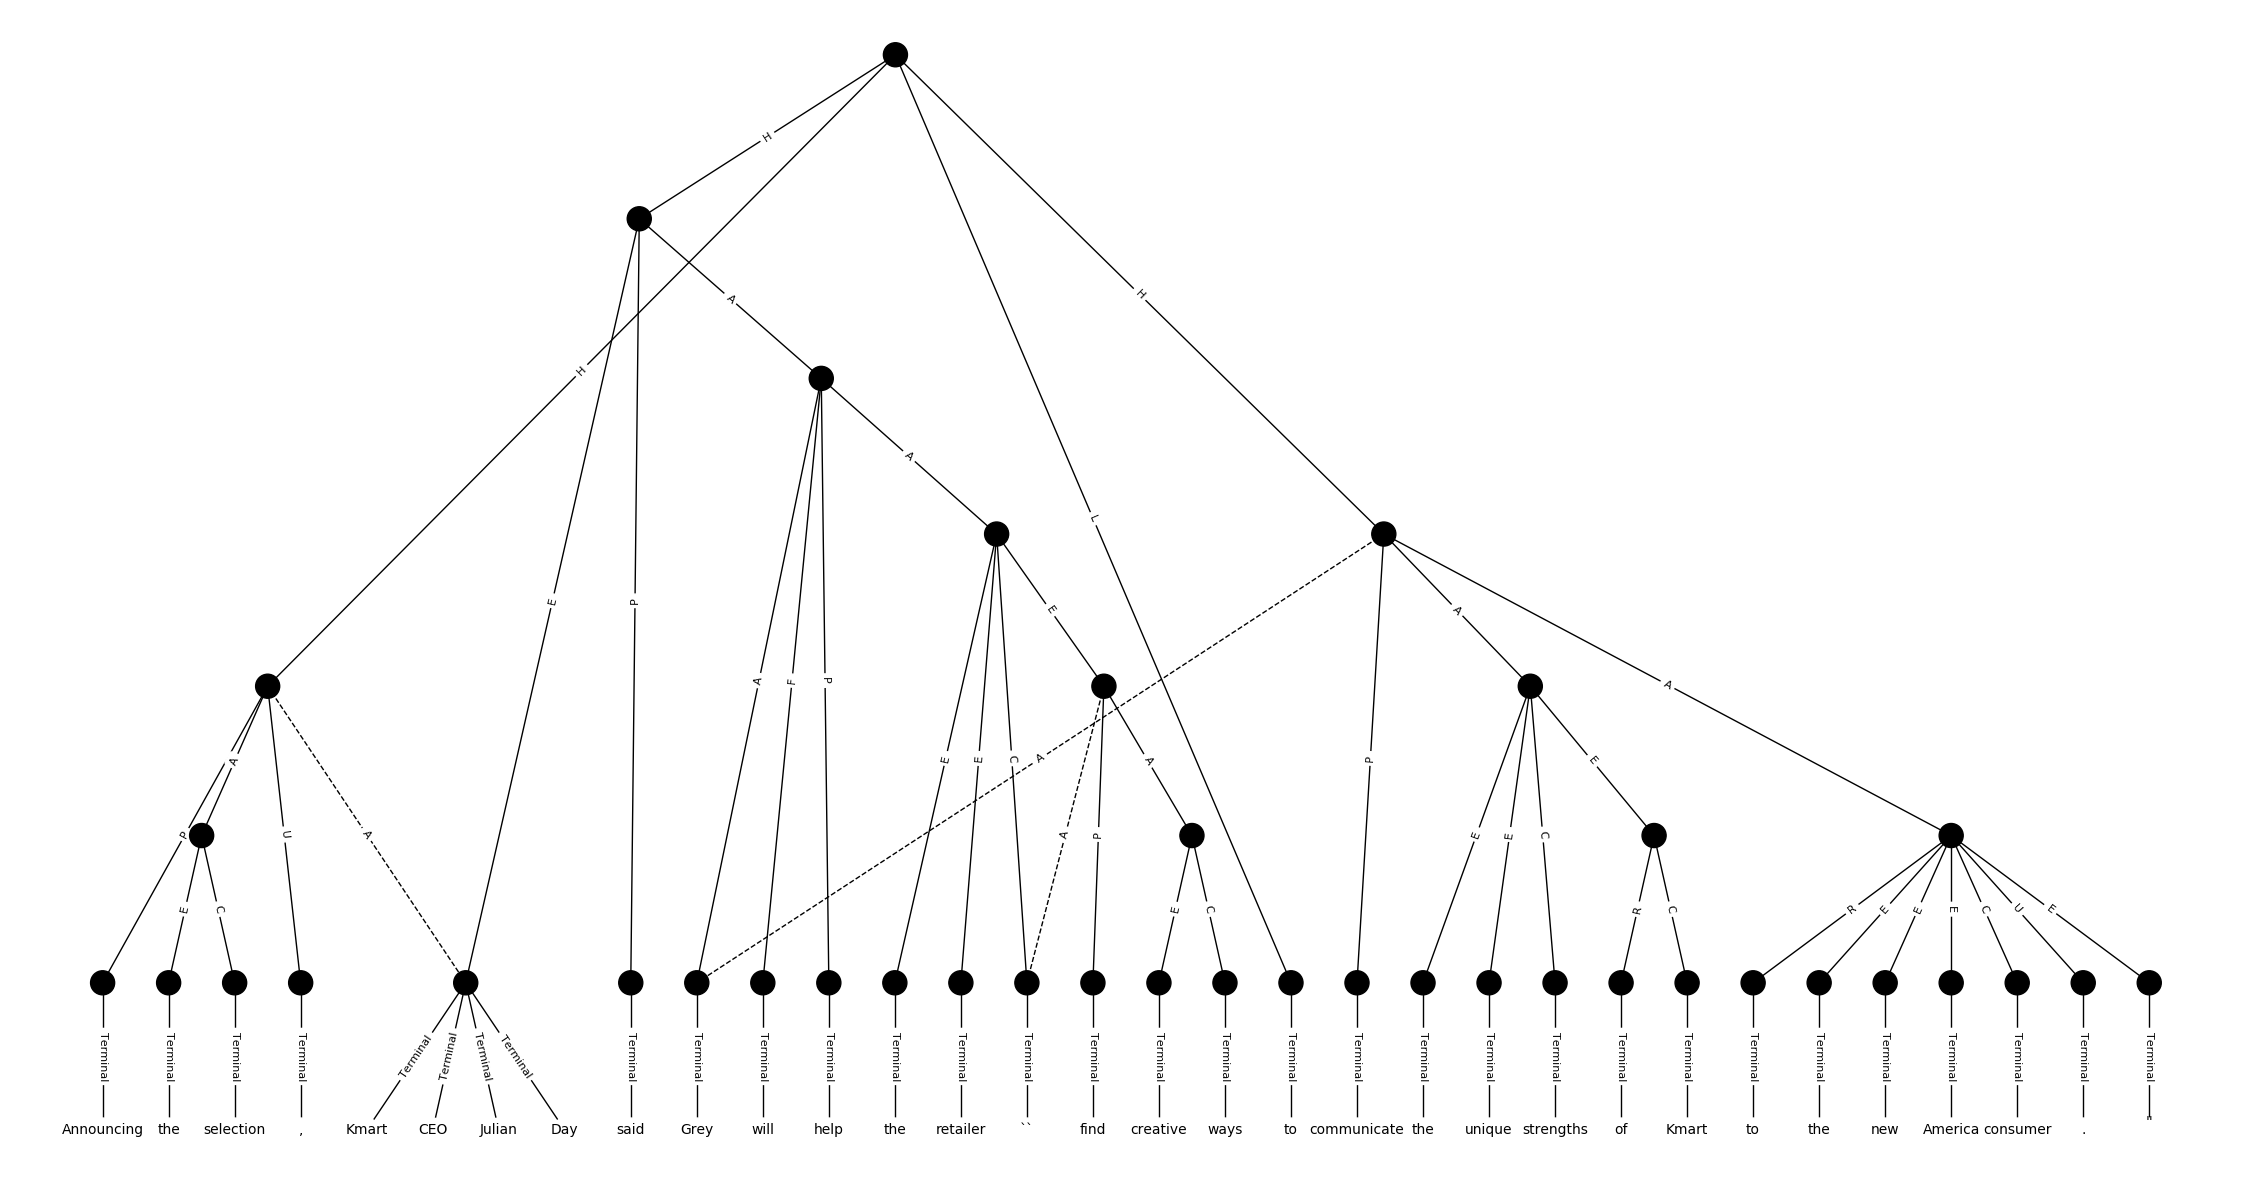 H
A
H
H
A
L
E
E
P
A
A
A
F
P
A
E
E
C
A
A
P
E
P
U
A
A
P
E
E
C
E
C
E
C
R
C
R
E
E
E
C
U
E
Terminal Terminal Terminal Terminal Terminal Terminal Terminal Terminal Terminal Terminal Terminal Terminal Terminal Terminal Terminal Terminal Terminal Terminal Terminal Terminal Terminal Terminal Terminal Terminal Terminal Terminal Terminal Terminal Terminal Terminal Terminal Terminal
Announcing the selection , Kmart CEO Julian Day said Grey will help the retailer `` find creative ways to communicate the unique strengths of Kmart to the new America consumer . "